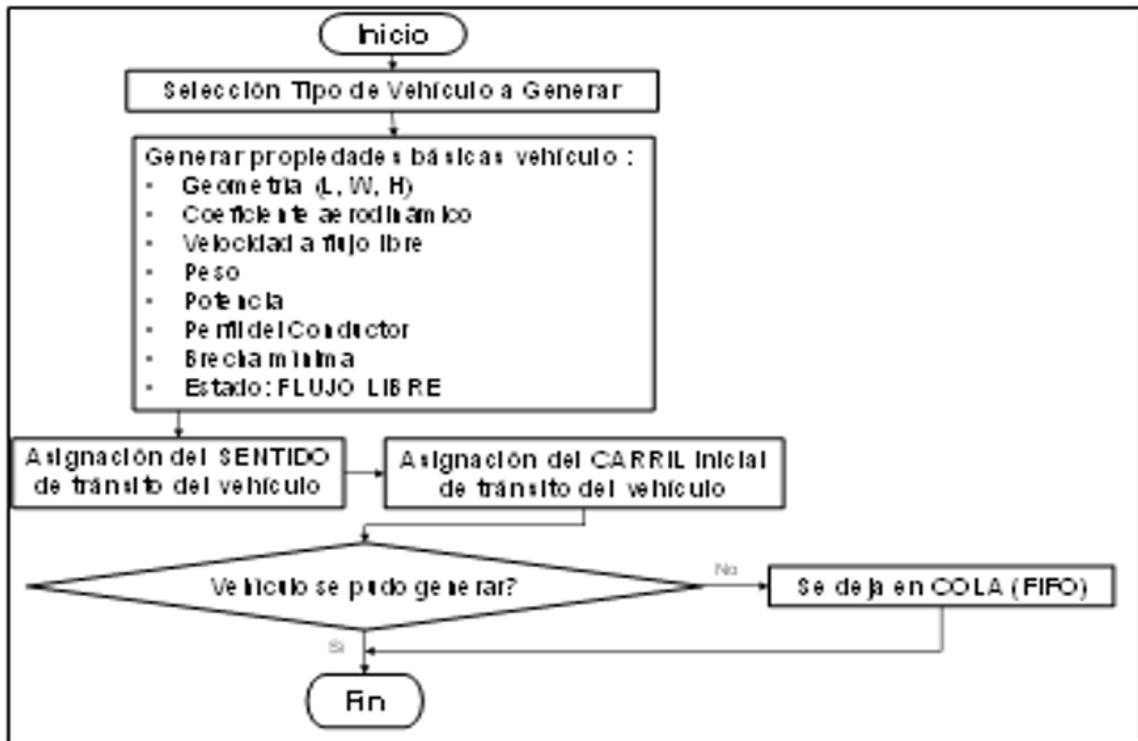 Inicio
Selección Tipo de Vehículo a Generar
Generar propiedades básicas vehículo :
· Geometría (L, W, H)
· Coeficiente aerodinámico
· Velocidad a flujo libre
· Peso
· Potencia
· Perfil del Conductor
· Brecha mínima
· Estado: FLUJO LIBRE
Asignación del SENTIDO
de tránsito del vehículo
Asignación del CARRIL inicial
de tránsito del vehículo
Vehículo se pudo generar?
No
Se deja en COLA (FIFO)
Si
Fin